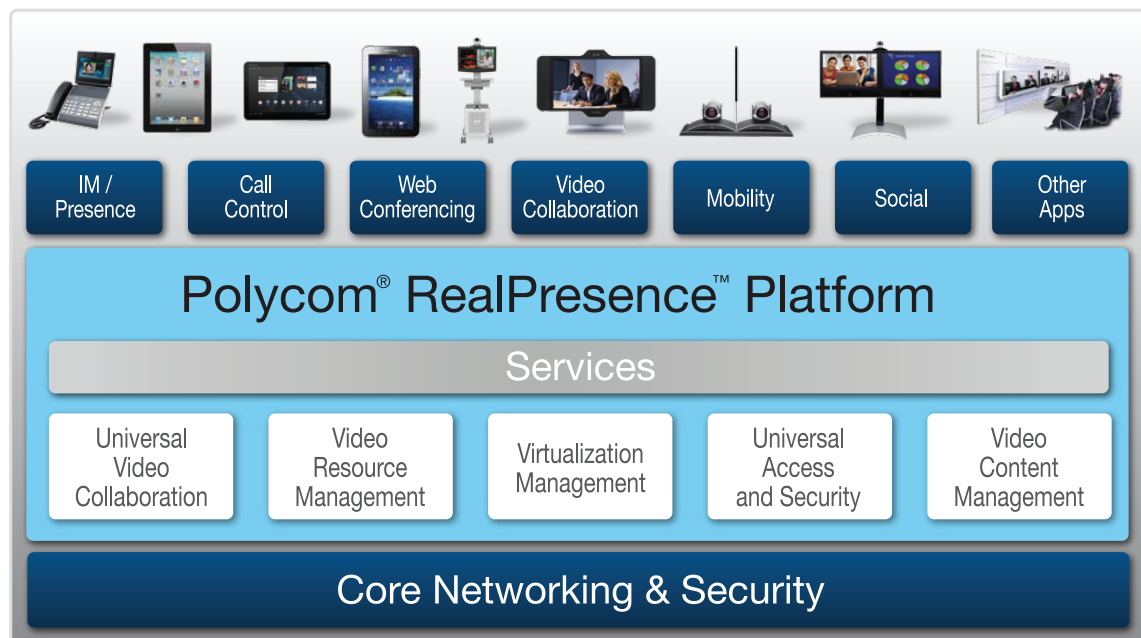 IM /
Presence
Call
Control
Web
Conferencing
Video
Collaboration
Mobility
Social
Other
Apps
Polycom® RealPresence™ Platform
Services
Universal
Video
Collaboration
Video
Resource
Management
Virtualization
Management
Universal
Access
and Security
Video
Content
Management
Core Networking & Security